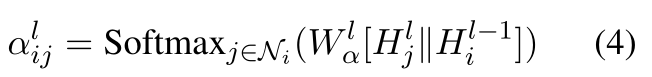 α^l_{ij} = Softmax_{j∈𝒩_i}(W^l_α[H^l_j‖H^{l−1}_i]) (4)